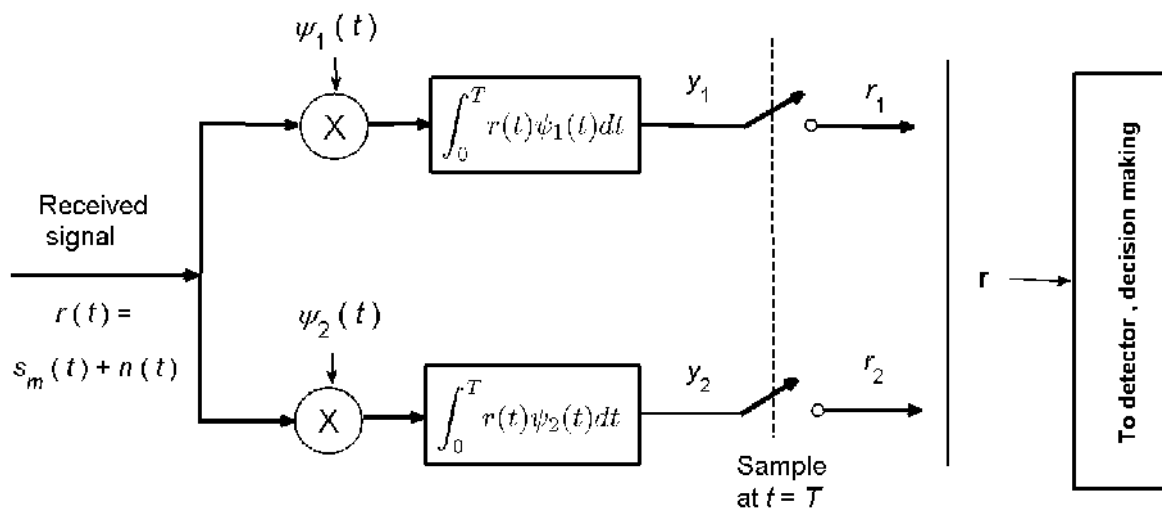 ψ₁(t)
X
∫₀ᵀ r(t)ψ₁(t)dt
y₁
r₁
Received
signal
r(t) =
sₘ(t) + n(t)
ψ₂(t)
X
∫₀ᵀ r(t)ψ₂(t)dt
y₂
r₂
Sample
at t = T
r
To detector , decision making